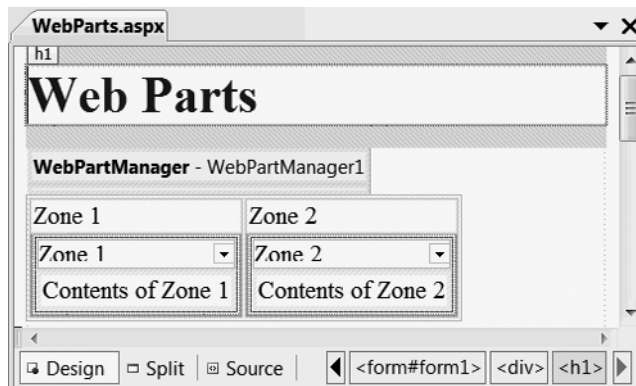 WebParts.aspx
h1
Web Parts
WebPartManager - WebPartManager1
Zone 1 Zone 2
Zone 1 Zone 2
Contents of Zone 1 Contents of Zone 2
Design Split Source <form#form1> <div> <h1>